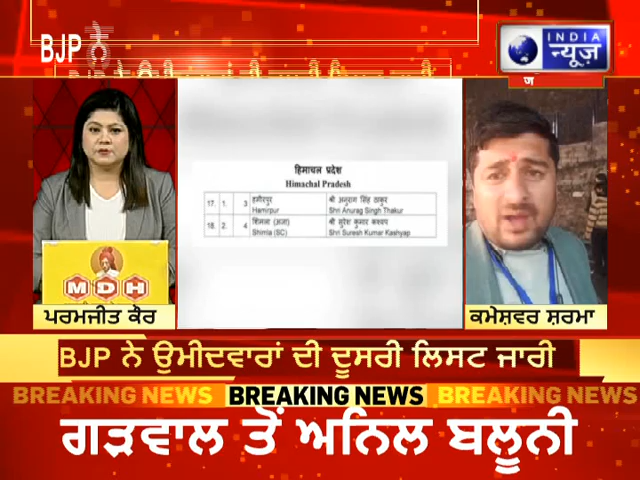 BJP ਨੇ
INDIA
न्यूज़
हिमाचल प्रदेश
Himachal Pradesh
17. 1. 3 हमीरपुर श्री अनुराग सिंह ठाकुर
Hamirpur Shri Anurag Singh Thakur
18. 2. 4 शिमला (अजा) श्री सुरेश कुमार कश्यप
Shimla (SC) Shri Suresh Kumar Kashyap
MDH
ਪਰਮਜੀਤ ਕੌਰ
ਕਮੇਸ਼ਵਰ ਸ਼ਰਮਾ
BJP ਨੇ ਉਮੀਦਵਾਰਾਂ ਦੀ ਦੂਸਰੀ ਲਿਸਟ ਜਾਰੀ
BREAKING NEWS BREAKING NEWS BREAKING NEWS
ਗੜਵਾਲ ਤੋਂ ਅਨਿਲ ਬਲੂਨੀ